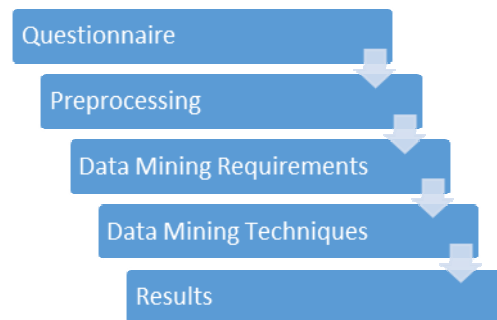 Questionnaire
Preprocessing
Data Mining Requirements
Data Mining Techniques
Results